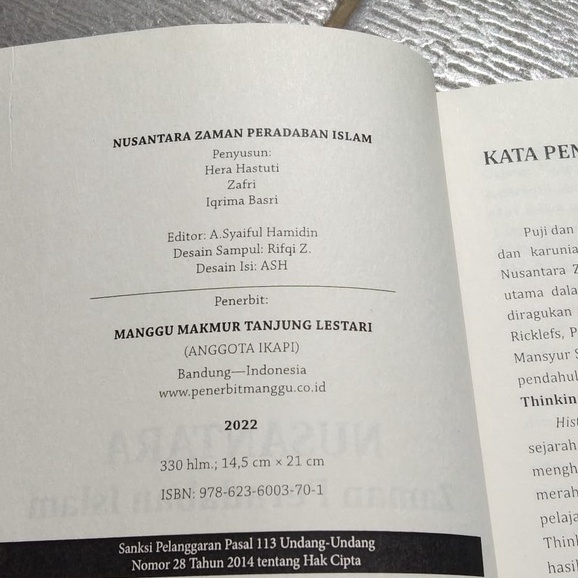 NUSANTARA ZAMAN PERADABAN ISLAM
Penyusun:
Hera Hastuti
Zafri
Iqrima Basri
Editor: A.Syaiful Hamidin
Desain Sampul: Rifqi Z.
Desain Isi: ASH
Penerbit:
MANGGU MAKMUR TANJUNG LESTARI
(ANGGOTA IKAPI)
Bandung—Indonesia
www.penerbitmanggu.co.id
2022
330 hlm.; 14,5 cm × 21 cm
ISBN: 978-623-6003-70-1
Sanksi Pelanggaran Pasal 113 Undang-Undang
Nomor 28 Tahun 2014 tentang Hak Cipta
KATA PEN
Puji dan
dan karunia
Nusantara Z
utama dala
diragukan
Ricklefs, P
Mansyur S
pendahul
Thinkin
Hist
sejarah
mengh
merah
pelaja
Think
hasil